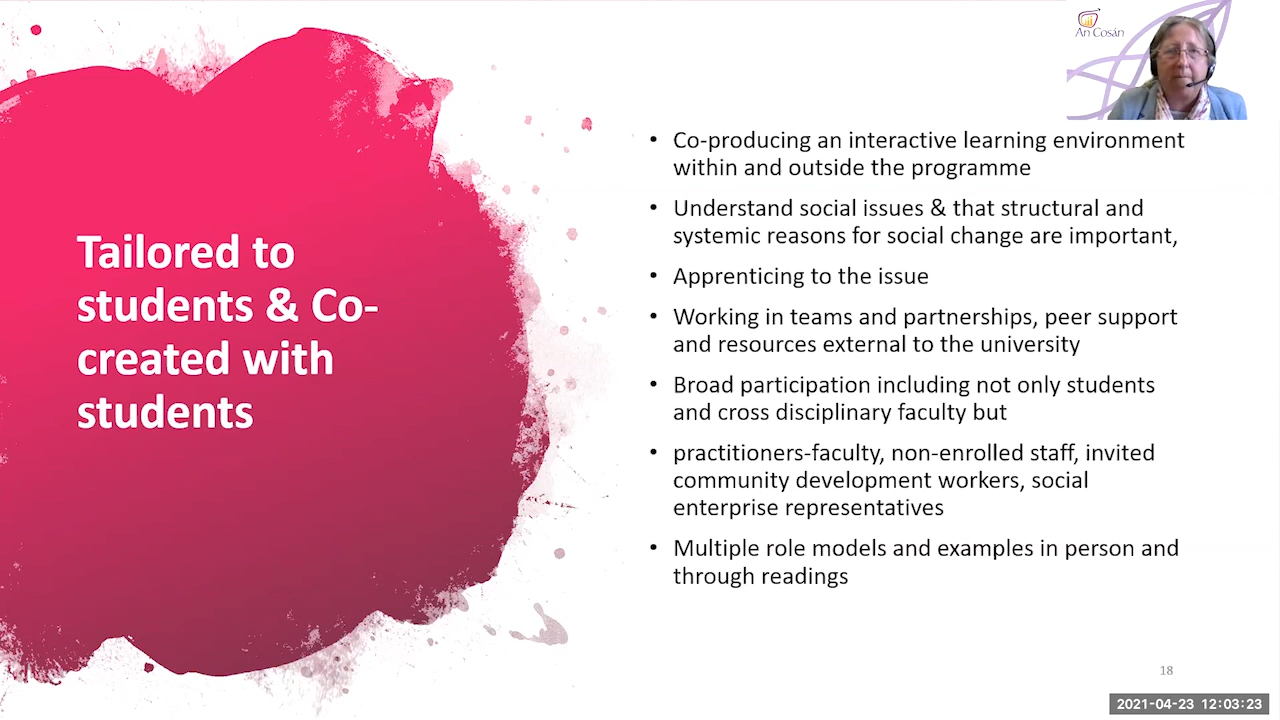 An Cosán
Tailored to
students & Co-
created with
students
• Co-producing an interactive learning environment
within and outside the programme
• Understand social issues & that structural and
systemic reasons for social change are important,
• Apprenticing to the issue
• Working in teams and partnerships, peer support
and resources external to the university
• Broad participation including not only students
and cross disciplinary faculty but
• practitioners-faculty, non-enrolled staff, invited
community development workers, social
enterprise representatives
• Multiple role models and examples in person and
through readings
18
2021-04-23 12:03:23